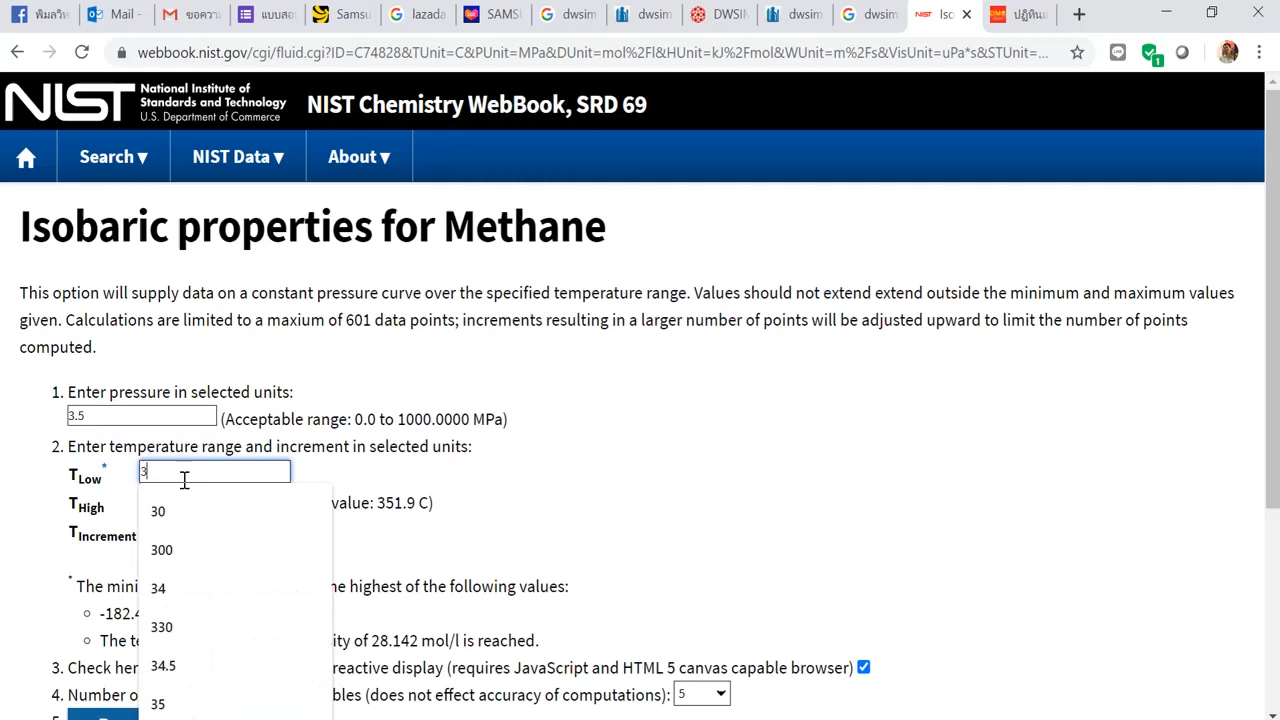 พิมลวิท Mail - ขอควา: แบบสอง Samsu lazada SAMSU dwsim dwsim DWSIM dwsim dwsim Iso ปฏิทินแ
webbook.nist.gov/cgi/fluid.cgi?ID=C74828&TUnit=C&PUnit=MPa&DUnit=mol%2Fl&HUnit=kJ%2Fmol&WUnit=m%2Fs&VisUnit=uPa*s&STUnit=...
1
NIST National Institute of
Standards and Technology
U.S. Department of Commerce
NIST Chemistry WebBook, SRD 69
Search▼ NIST Data▼ About▼
Isobaric properties for Methane
This option will supply data on a constant pressure curve over the specified temperature range. Values should not extend extend outside the minimum and maximum values
given. Calculations are limited to a maxium of 601 data points; increments resulting in a larger number of points will be adjusted upward to limit the number of points
computed.
1. Enter pressure in selected units:
3.5 (Acceptable range: 0.0 to 1000.0000 MPa)
2. Enter temperature range and increment in selected units:
TLow* 3
THigh value: 351.9 C)
TIncrement
30
300
34
330
34.5
35
* The mini he highest of the following values:
-182.4
The te ity of 28.142 mol/l is reached.
3. Check her reactive display (requires JavaScript and HTML 5 canvas capable browser)
4. Number o bles (does not effect accuracy of computations): 5